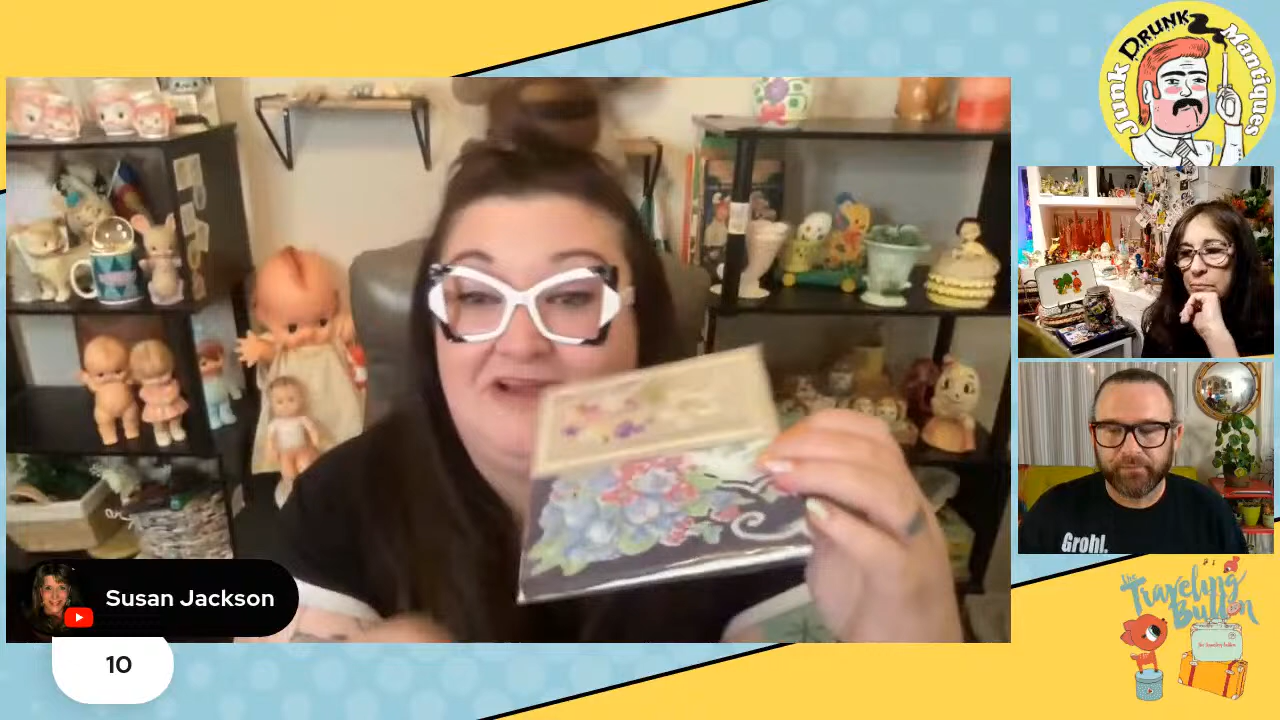 Junk
DRUNK
Mantiques
Grohl.
Susan Jackson
10
the
Traveling
Button